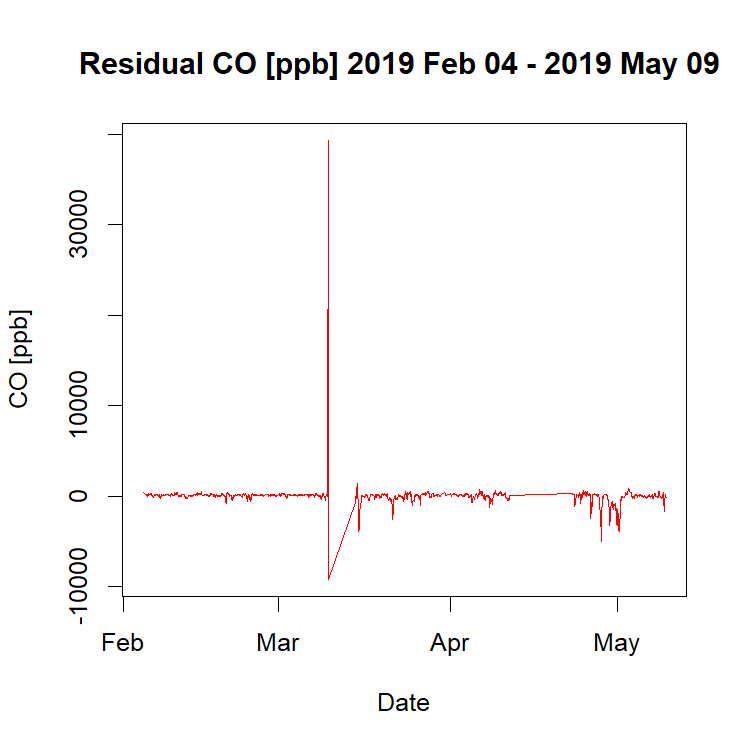 Residual CO [ppb] 2019 Feb 04 - 2019 May 09
CO [ppb]
30000
10000
0
-10000
Feb Mar Apr May
Date